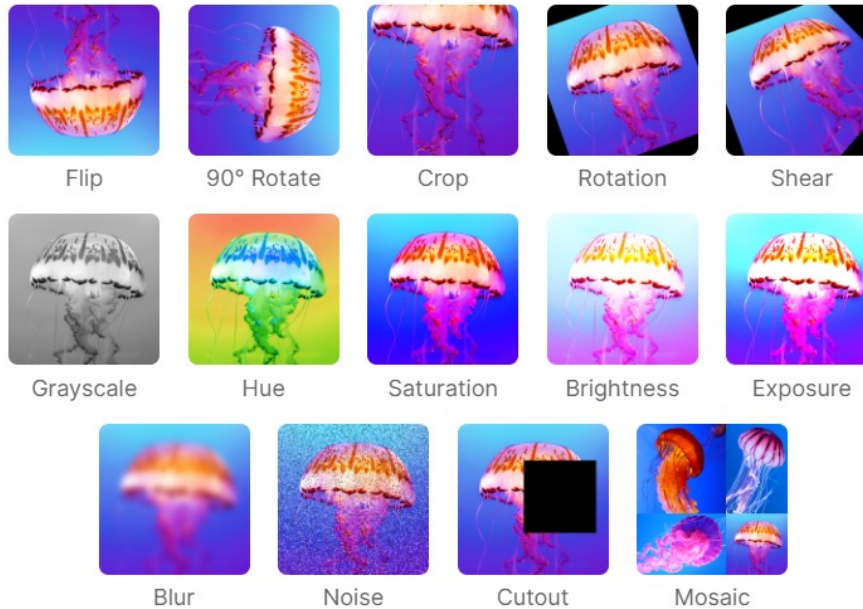 Flip
90° Rotate
Crop
Rotation
Shear
Grayscale
Hue
Saturation
Brightness
Exposure
Blur
Noise
Cutout
Mosaic